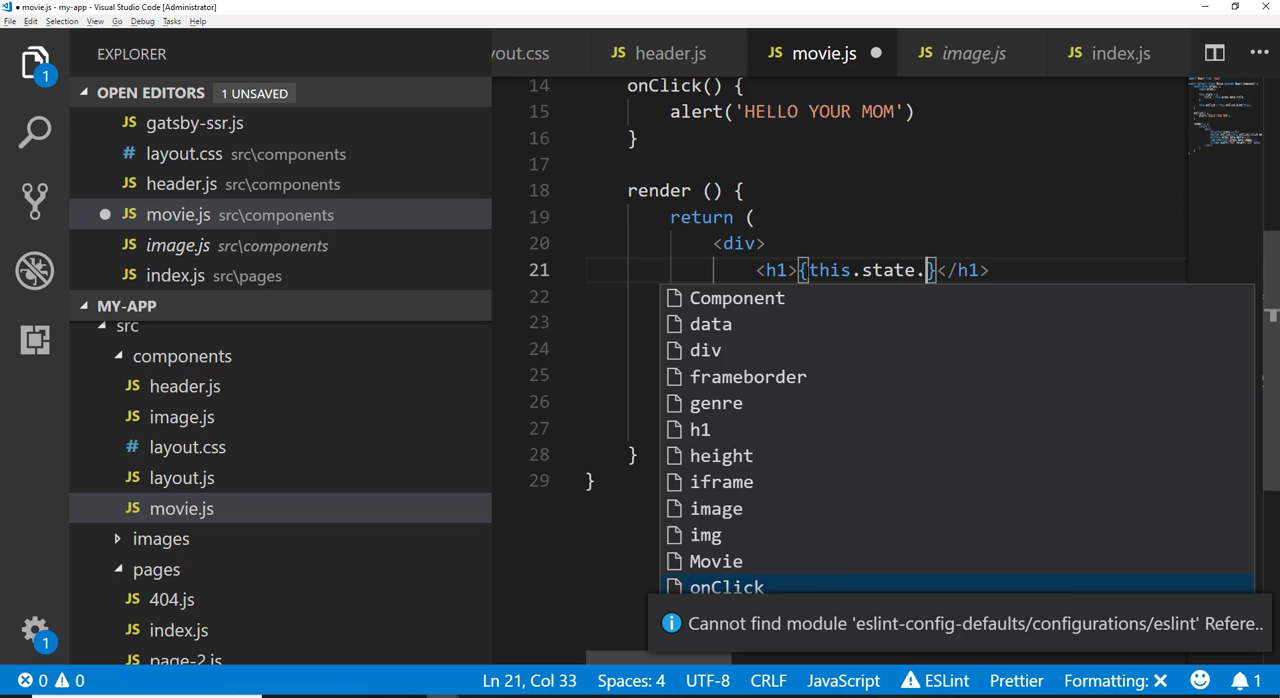 ● movie.js - my-app - Visual Studio Code [Administrator]
File Edit Selection View Go Debug Tasks Help
EXPLORER
OPEN EDITORS 1 UNSAVED
JS gatsby-ssr.js
# layout.css src\components
JS header.js src\components
● JS movie.js src\components
JS image.js src\components
JS index.js src\pages
MY-APP
src
components
JS header.js
JS image.js
# layout.css
JS layout.js
JS movie.js
images
pages
JS 404.js
JS index.js
JS page-2.js
1
1
yout.css JS header.js JS movie.js ● JS image.js JS index.js ...
14 onClick() {
15 alert('HELLO YOUR MOM')
16 }
17
18 render () {
19 return (
20 <div>
21 <h1>{this.state.}</h1>
22
23
24
25
26
27
28 }
29 }
Component
data
div
frameborder
genre
h1
height
iframe
image
img
Movie
onClick
Cannot find module 'eslint-config-defaults/configurations/eslint' Refere..
0 0 Ln 21, Col 33 Spaces: 4 UTF-8 CRLF JavaScript ESLint Prettier Formatting: ✕ 1